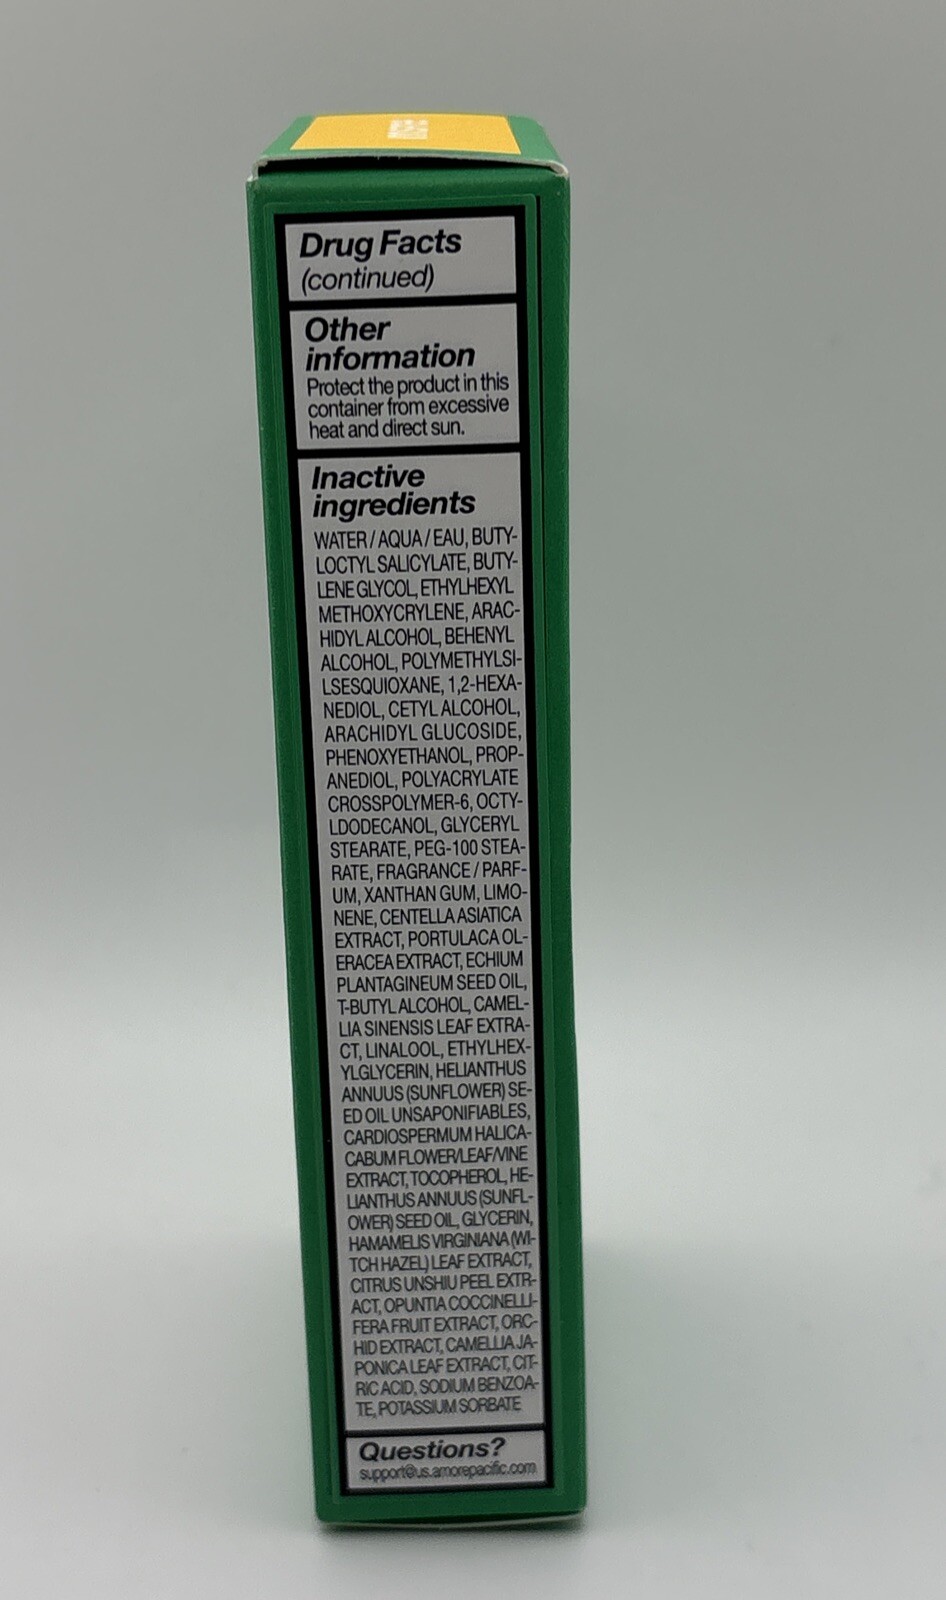 Drug Facts
(continued)
Other
information
Protect the product in this
container from excessive
heat and direct sun.
Inactive
ingredients
WATER / AQUA / EAU, BUTY-
LOCTYL SALICYLATE, BUTY-
LENE GLYCOL, ETHYLHEXYL
METHOXYCRYLENE, ARAC-
HIDYL ALCOHOL, BEHENYL
ALCOHOL, POLYMETHYLSI-
LSESQUIOXANE, 1,2-HEXA-
NEDIOL, CETYL ALCOHOL,
ARACHIDYL GLUCOSIDE,
PHENOXYETHANOL, PROP-
ANEDIOL, POLYACRYLATE
CROSSPOLYMER-6, OCTY-
LDODECANOL, GLYCERYL
STEARATE, PEG-100 STEA-
RATE, FRAGRANCE / PARF-
UM, XANTHAN GUM, LIMO-
NENE, CENTELLA ASIATICA
EXTRACT, PORTULACA OL-
ERACEA EXTRACT, ECHIUM
PLANTAGINEUM SEED OIL,
T-BUTYL ALCOHOL, CAMEL-
LIA SINENSIS LEAF EXTRA-
CT, LINALOOL, ETHYLHEX-
YLGLYCERIN, HELIANTHUS
ANNUUS (SUNFLOWER) SE-
ED OIL UNSAPONIFIABLES,
CARDIOSPERMUM HALICA-
CABUM FLOWER/LEAF/VINE
EXTRACT, TOCOPHEROL, HE-
LIANTHUS ANNUUS (SUNFL-
OWER) SEED OIL, GLYCERIN,
HAMAMELIS VIRGINIANA (WI-
TCH HAZEL) LEAF EXTRACT,
CITRUS UNSHIU PEEL EXTR-
ACT, OPUNTIA COCCINELLI-
FERA FRUIT EXTRACT, ORC-
HID EXTRACT, CAMELLIA JA-
PONICA LEAF EXTRACT, CIT-
RIC ACID, SODIUM BENZOA-
TE, POTASSIUM SORBATE
Questions?
support@us.amorepacific.com